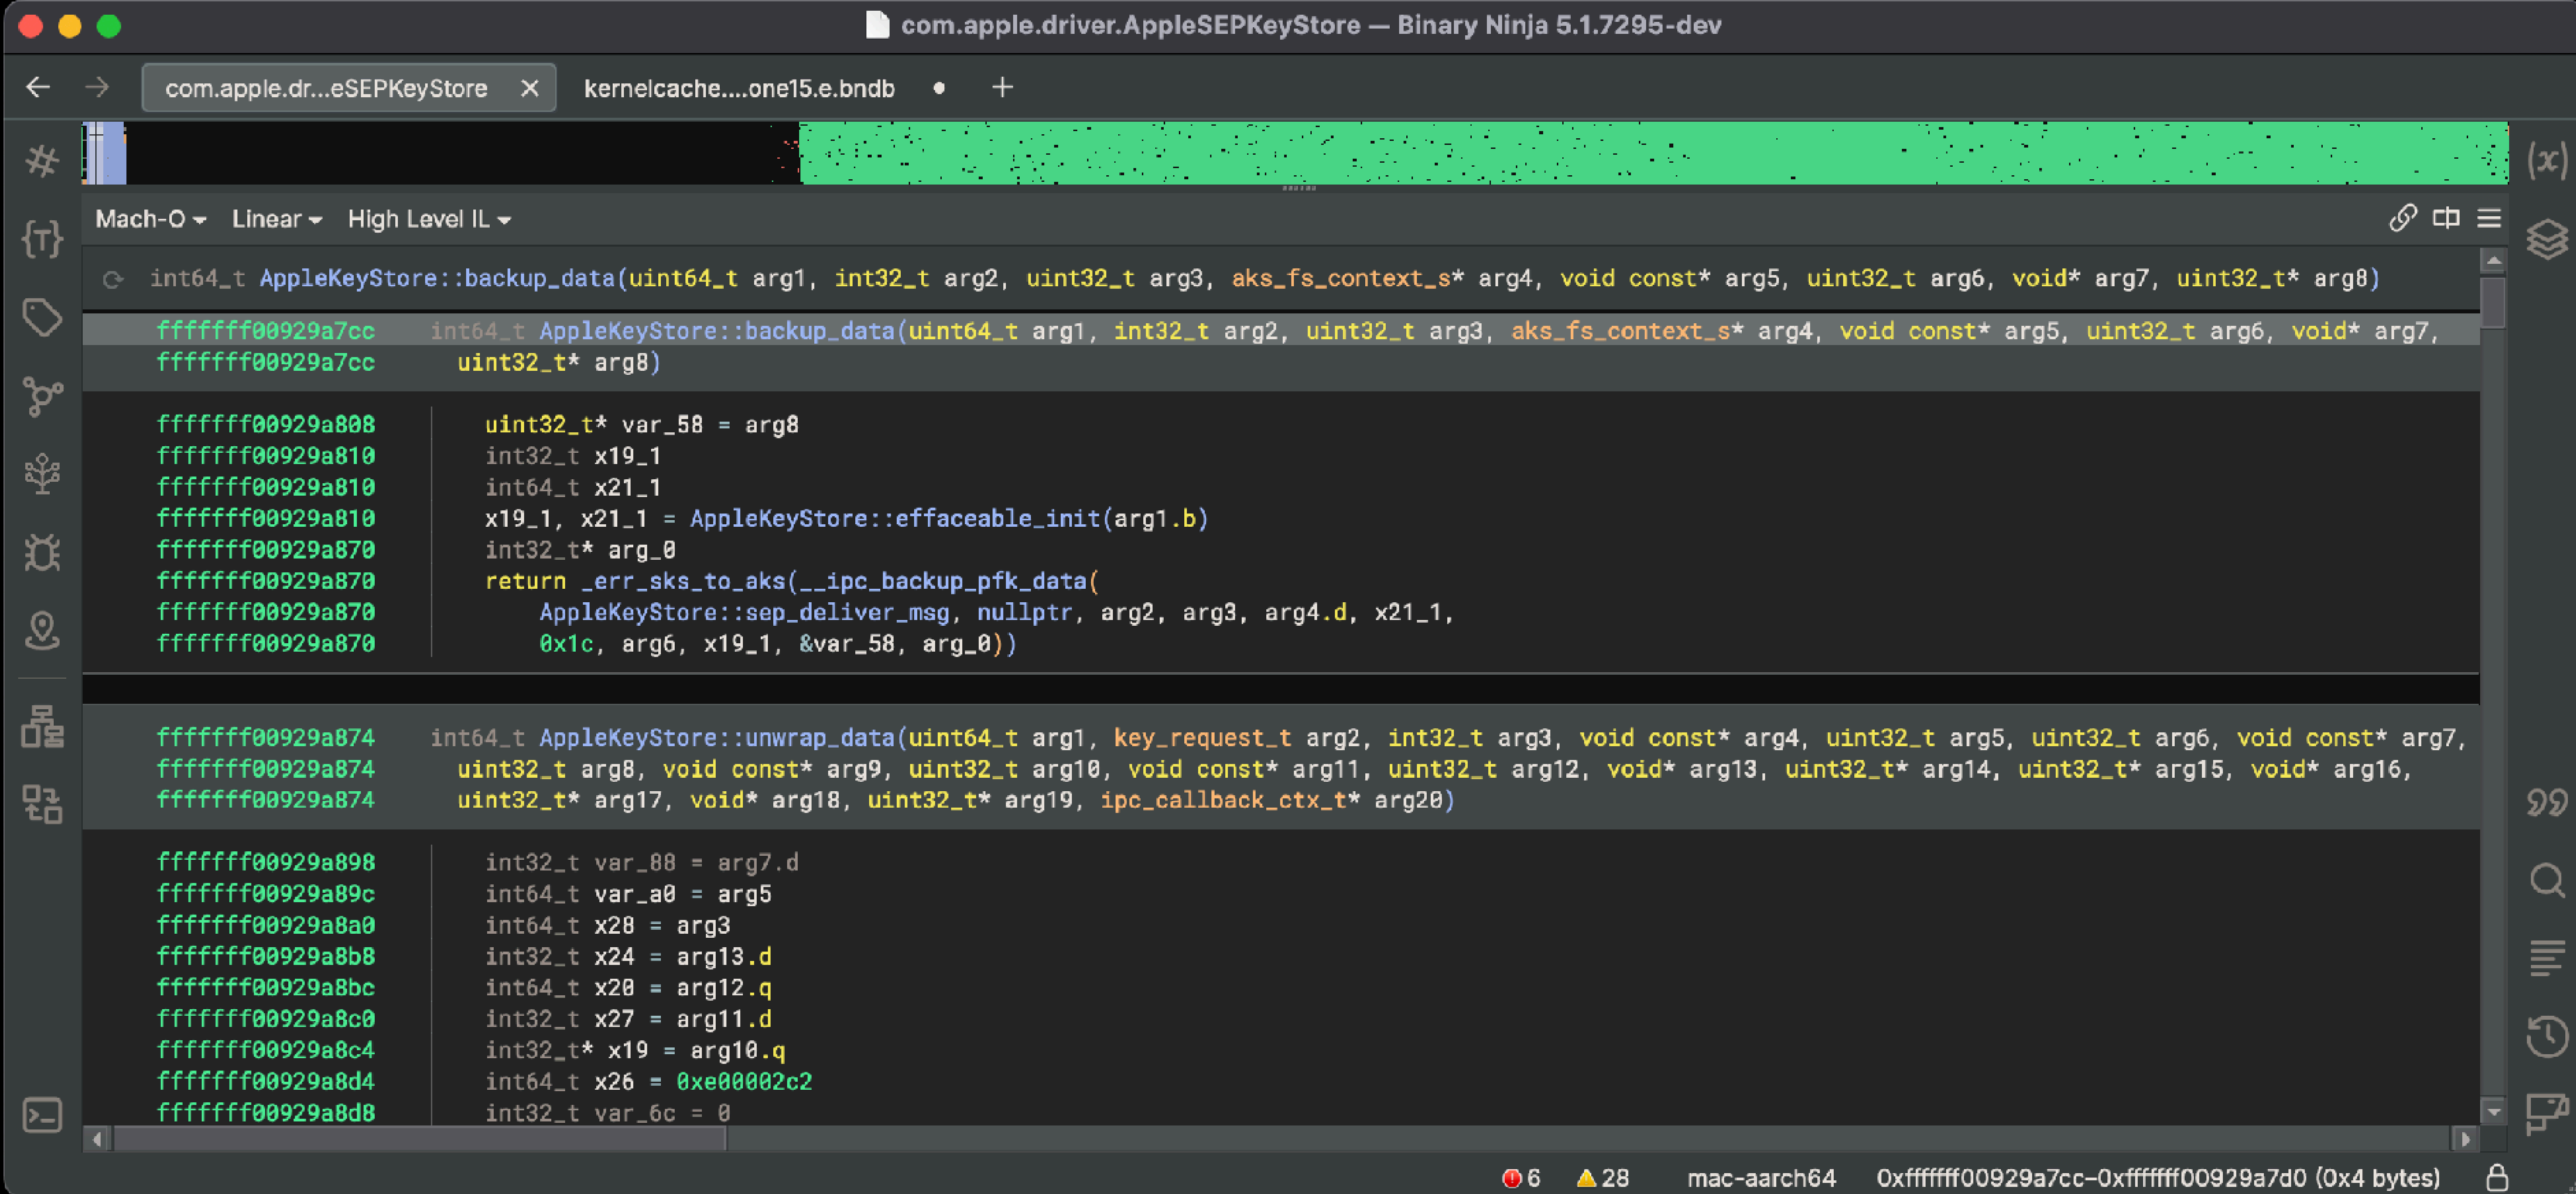 com.apple.driver.AppleSEPKeyStore — Binary Ninja 5.1.7295-dev
com.apple.dr...eSEPKeyStore
kernelcache....one15.e.bndb
Mach-O Linear High Level IL
int64_t AppleKeyStore::backup_data(uint64_t arg1, int32_t arg2, uint32_t arg3, aks_fs_context_s* arg4, void const* arg5, uint32_t arg6, void* arg7, uint32_t* arg8)
fffffff00929a7cc int64_t AppleKeyStore::backup_data(uint64_t arg1, int32_t arg2, uint32_t arg3, aks_fs_context_s* arg4, void const* arg5, uint32_t arg6, void* arg7,
fffffff00929a7cc uint32_t* arg8)
fffffff00929a808 uint32_t* var_58 = arg8
fffffff00929a810 int32_t x19_1
fffffff00929a810 int64_t x21_1
fffffff00929a810 x19_1, x21_1 = AppleKeyStore::effaceable_init(arg1.b)
fffffff00929a870 int32_t* arg_0
fffffff00929a870 return _err_sks_to_aks(__ipc_backup_pfk_data(
fffffff00929a870 AppleKeyStore::sep_deliver_msg, nullptr, arg2, arg3, arg4.d, x21_1,
fffffff00929a870 0x1c, arg6, x19_1, &var_58, arg_0))
fffffff00929a874 int64_t AppleKeyStore::unwrap_data(uint64_t arg1, key_request_t arg2, int32_t arg3, void const* arg4, uint32_t arg5, uint32_t arg6, void const* arg7,
fffffff00929a874 uint32_t arg8, void const* arg9, uint32_t arg10, void const* arg11, uint32_t arg12, void* arg13, uint32_t* arg14, uint32_t* arg15, void* arg16,
fffffff00929a874 uint32_t* arg17, void* arg18, uint32_t* arg19, ipc_callback_ctx_t* arg20)
fffffff00929a898 int32_t var_88 = arg7.d
fffffff00929a89c int64_t var_a0 = arg5
fffffff00929a8a0 int64_t x28 = arg3
fffffff00929a8b8 int32_t x24 = arg13.d
fffffff00929a8bc int64_t x20 = arg12.q
fffffff00929a8c0 int32_t x27 = arg11.d
fffffff00929a8c4 int32_t* x19 = arg10.q
fffffff00929a8d4 int64_t x26 = 0xe00002c2
fffffff00929a8d8 int32_t var_6c = 0
6 28 mac-aarch64 0xfffffff00929a7cc-0xfffffff00929a7d0 (0x4 bytes)